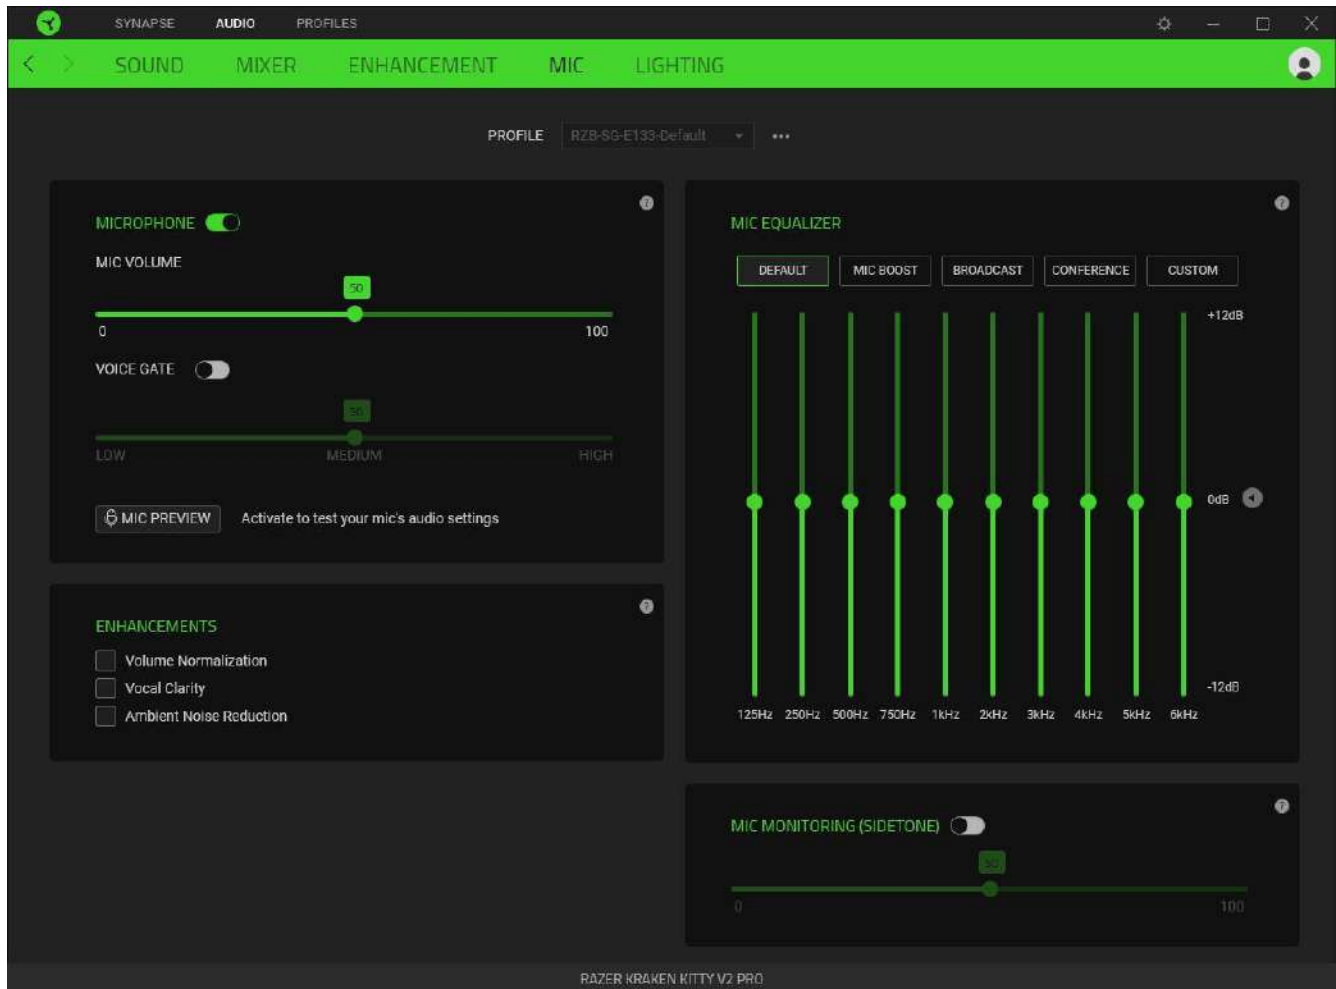 SYNAPSE AUDIO PROFILES
SOUND MIXER ENHANCEMENT MIC LIGHTING
PROFILE RZB-SG-E133-Default
MICROPHONE
MIC VOLUME
50
0 100
VOICE GATE
50
LOW MEDIUM HIGH
MIC PREVIEW Activate to test your mic's audio settings
ENHANCEMENTS
Volume Normalization
Vocal Clarity
Ambient Noise Reduction
MIC EQUALIZER
DEFAULT MIC BOOST BROADCAST CONFERENCE CUSTOM
+12dB
0dB
-12dB
125Hz 250Hz 500Hz 750Hz 1kHz 2kHz 3kHz 4kHz 5kHz 6kHz
MIC MONITORING (SIDETONE)
50
0 100
RAZER KRAKEN KITTY V2 PRO